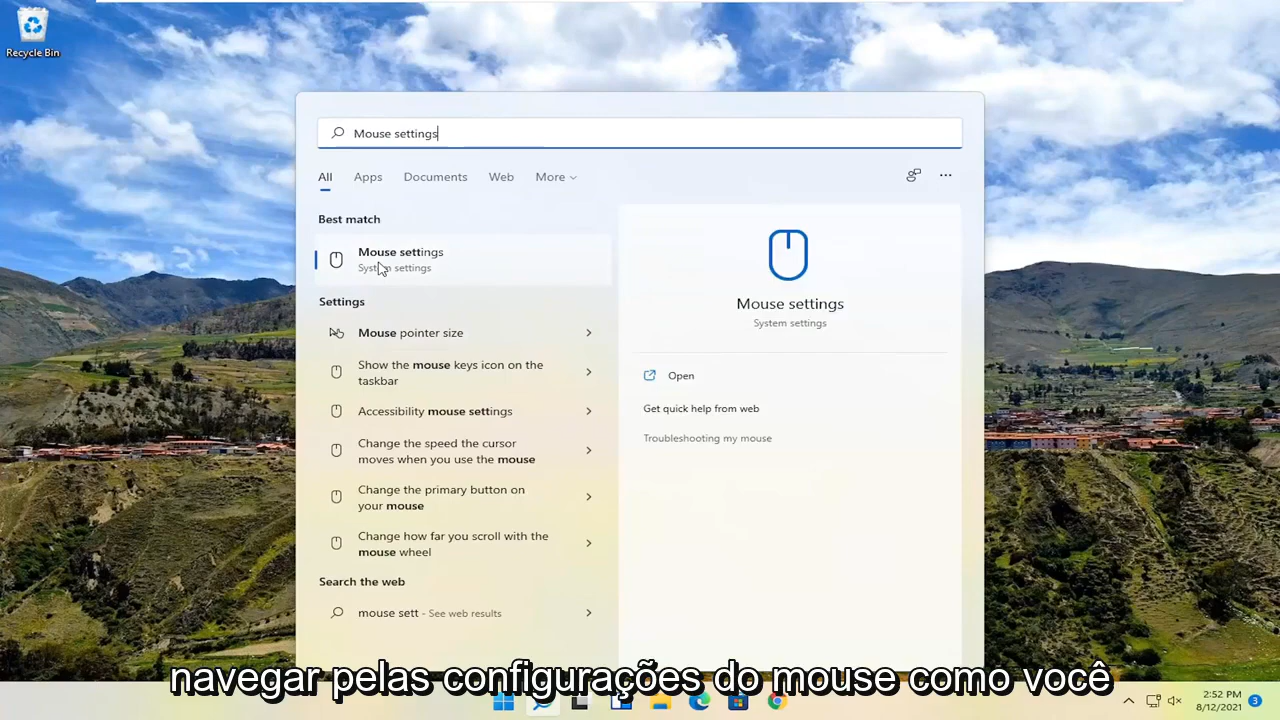 Recycle Bin
Mouse settings
All Apps Documents Web More
Best match
Mouse settings
System settings
Settings
Mouse pointer size
Show the mouse keys icon on the
taskbar
Accessibility mouse settings
Change the speed the cursor
moves when you use the mouse
Change the primary button on
your mouse
Change how far you scroll with the
mouse wheel
Search the web
mouse sett - See web results
Mouse settings
System settings
Open
Get quick help from web
Troubleshooting my mouse
navegar pelas configurações do mouse como você
2:52 PM
8/12/2021
3